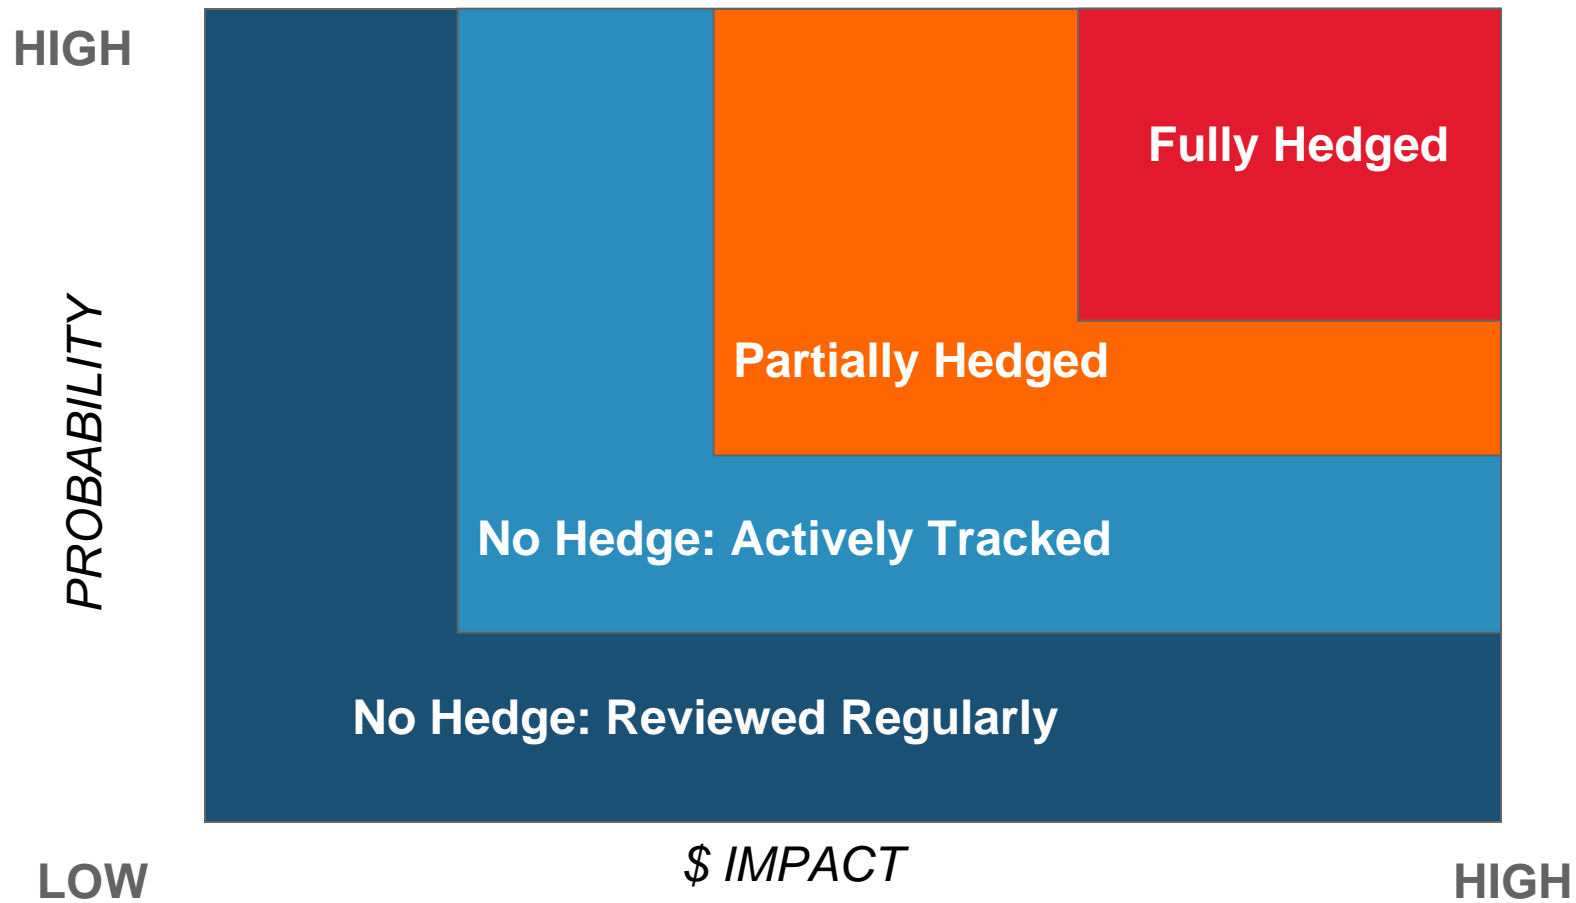 HIGH
Fully Hedged
PROBABILITY
Partially Hedged
No Hedge: Actively Tracked
No Hedge: Reviewed Regularly
$ IMPACT
LOW
HIGH